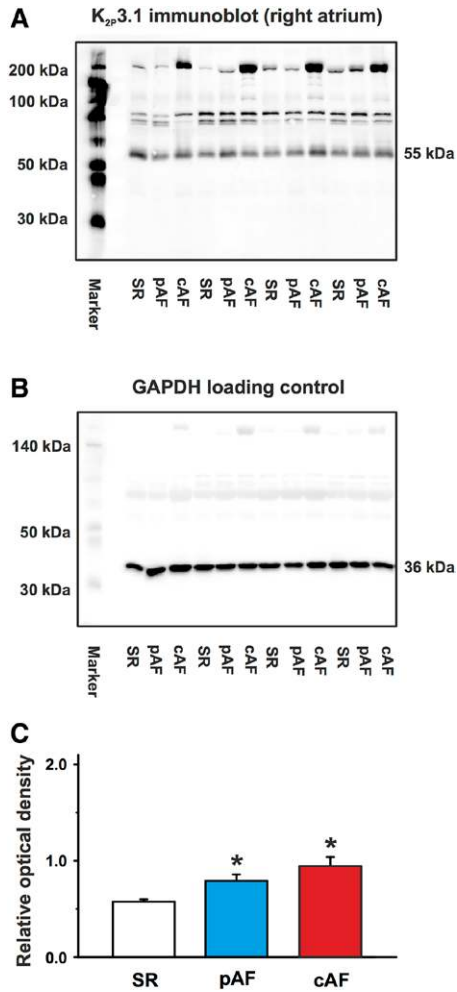 A
K2P3.1 immunoblot (right atrium)
200 kDa
100 kDa
50 kDa
30 kDa
55 kDa
Marker SR pAF cAF SR pAF cAF SR pAF cAF SR pAF cAF
B
GAPDH loading control
140 kDa
50 kDa
30 kDa
36 kDa
Marker SR pAF cAF SR pAF cAF SR pAF cAF SR pAF cAF
C
Relative optical density
2.0
1.0
0.0
* *
SR pAF cAF